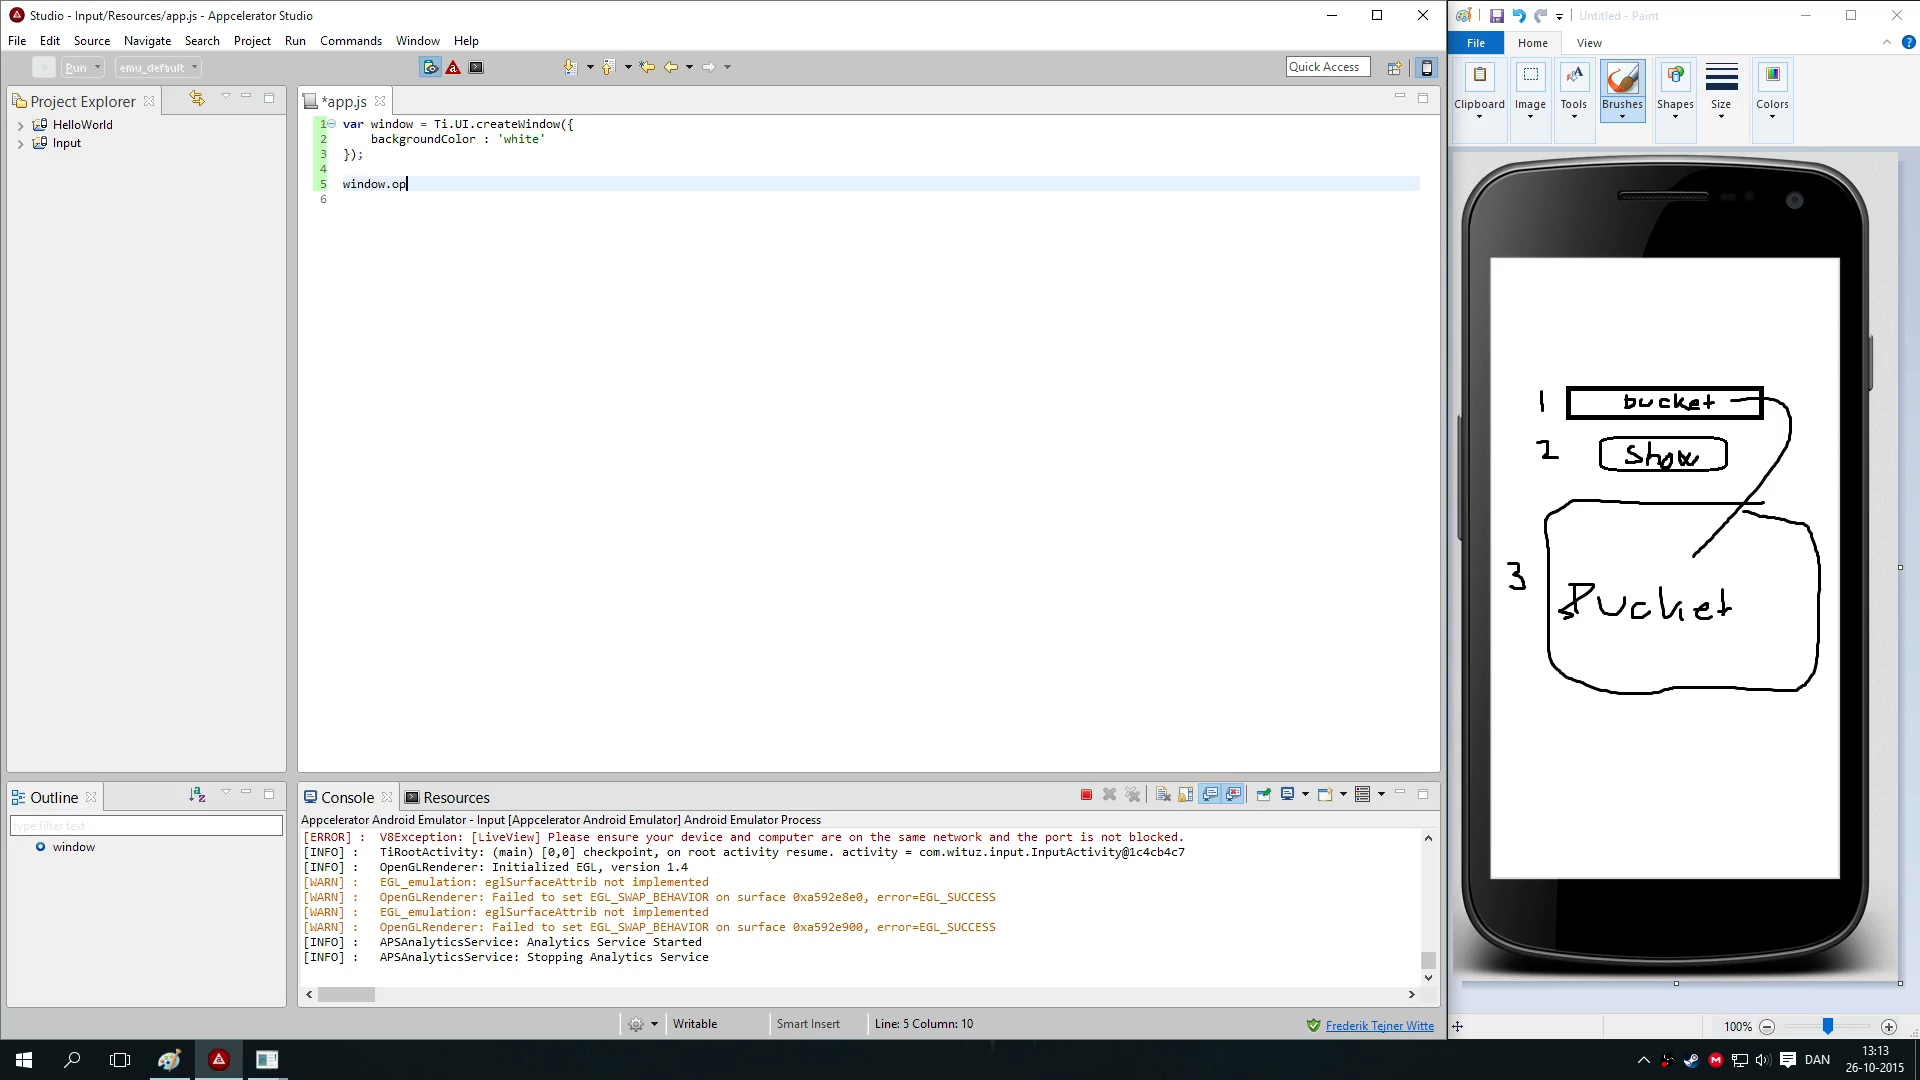 Studio - Input/Resources/app.js - Appcelerator Studio
File Edit Source Navigate Search Project Run Commands Window Help
Run emu_default Quick Access
Project Explorer
HelloWorld
Input
*app.js
1 var window = Ti.UI.createWindow({
2 backgroundColor : 'white'
3 });
4
5 window.op
6
Outline
type filter text
window
Console Resources
Appcelerator Android Emulator - Input [Appcelerator Android Emulator] Android Emulator Process
[ERROR] : V8Exception: [LiveView] Please ensure your device and computer are on the same network and the port is not blocked.
[INFO] : TiRootActivity: (main) [0,0] checkpoint, on root activity resume. activity = com.wituz.input.InputActivity@1c4cb4c7
[INFO] : OpenGLRenderer: Initialized EGL, version 1.4
[WARN] : EGL_emulation: eglSurfaceAttrib not implemented
[WARN] : OpenGLRenderer: Failed to set EGL_SWAP_BEHAVIOR on surface 0xa592e8e0, error=EGL_SUCCESS
[WARN] : EGL_emulation: eglSurfaceAttrib not implemented
[WARN] : OpenGLRenderer: Failed to set EGL_SWAP_BEHAVIOR on surface 0xa592e900, error=EGL_SUCCESS
[INFO] : APSAnalyticsService: Analytics Service Started
[INFO] : APSAnalyticsService: Stopping Analytics Service
Writable Smart Insert Line: 5 Column: 10 Frederik Tejner Witte
Untitled - Paint
File Home View
Clipboard Image Tools Brushes Shapes Size Colors
1 bucket
2 Show
3 Bucket
100%
DAN
13:13
26-10-2015